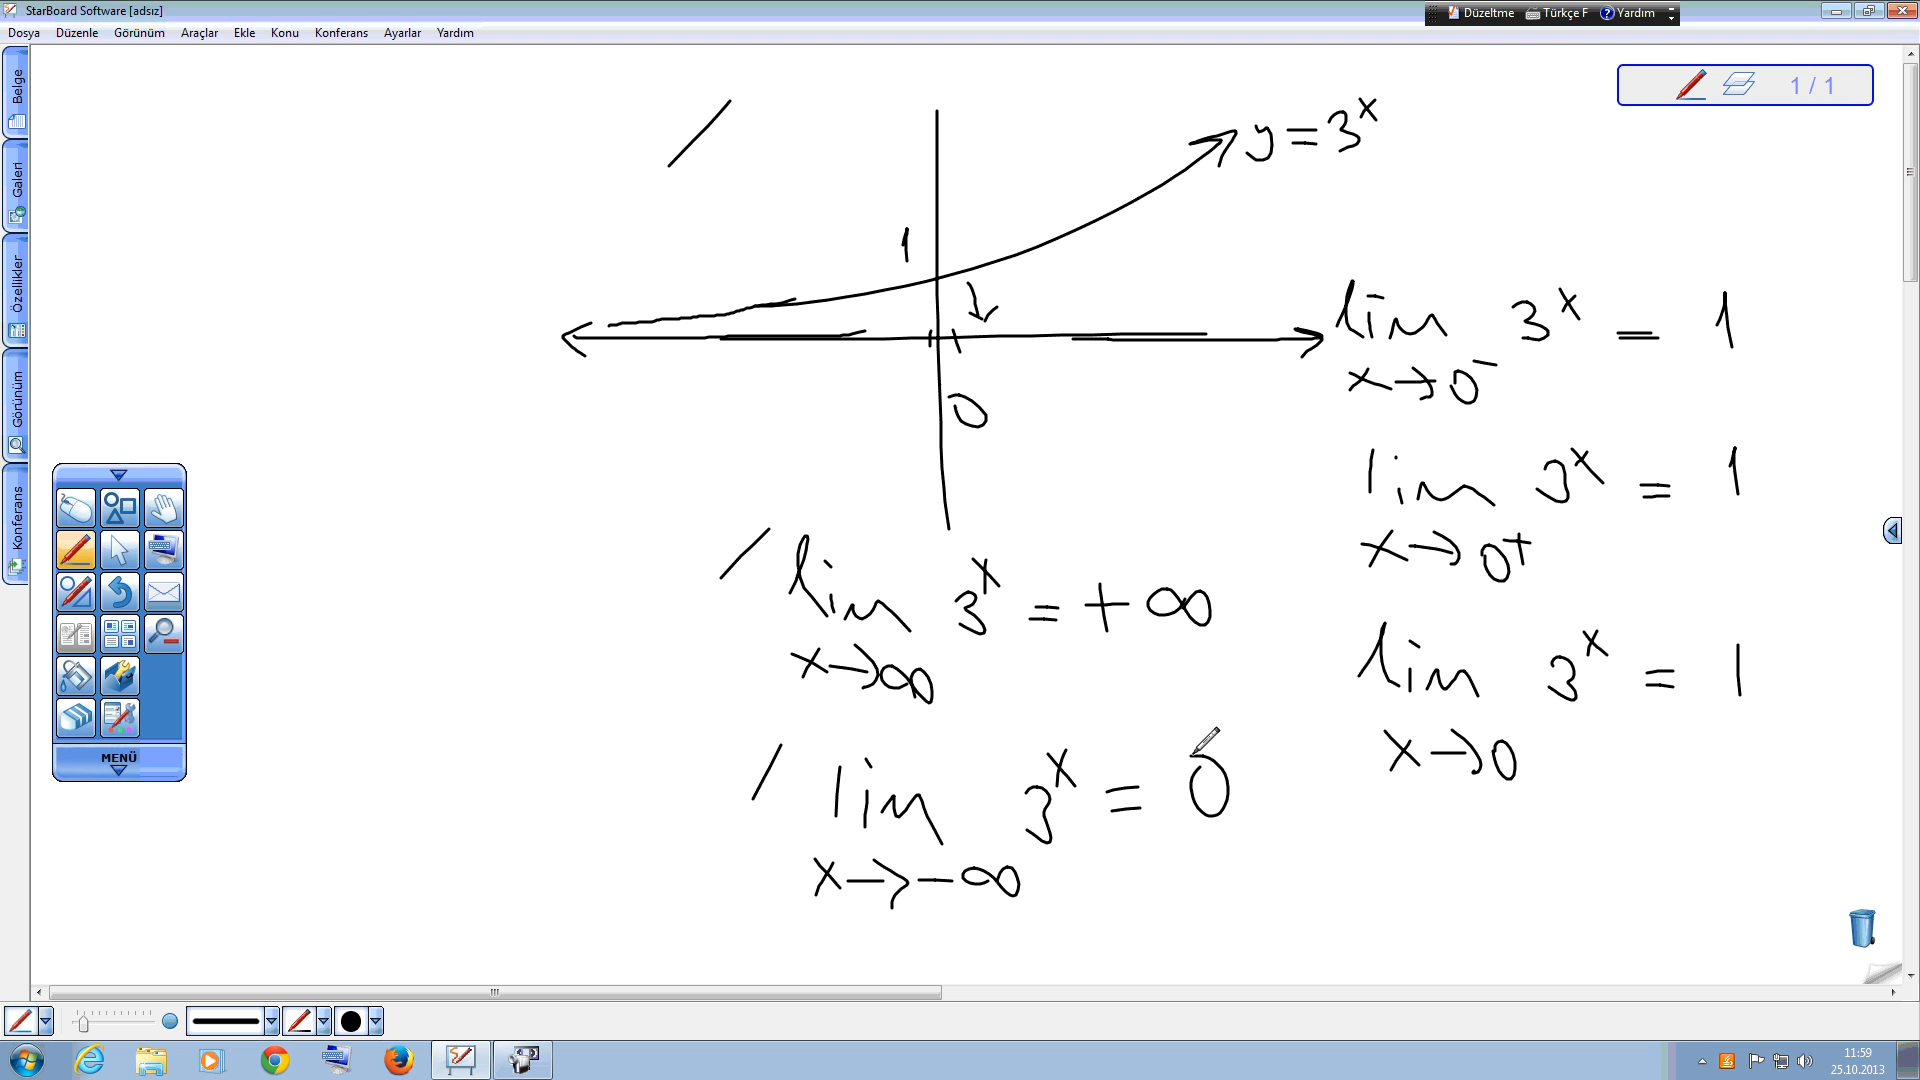 StarBoard Software [adsız]
Düzeltme Türkçe F Yardım
Dosya Düzenle Görünüm Araçlar Ekle Konu Konferans Ayarlar Yardım
Belge
Galeri
Özellikler
Görünüm
Konferans
1 / 1
y = 3^x
1
0
lim 3^x = 1
x→0⁻
lim 3^x = 1
x→0⁺
lim 3^x = 1
x→0
lim 3^x = +∞
x→∞
lim 3^x = 0
x→-∞
MENÜ
11:59
25.10.2013